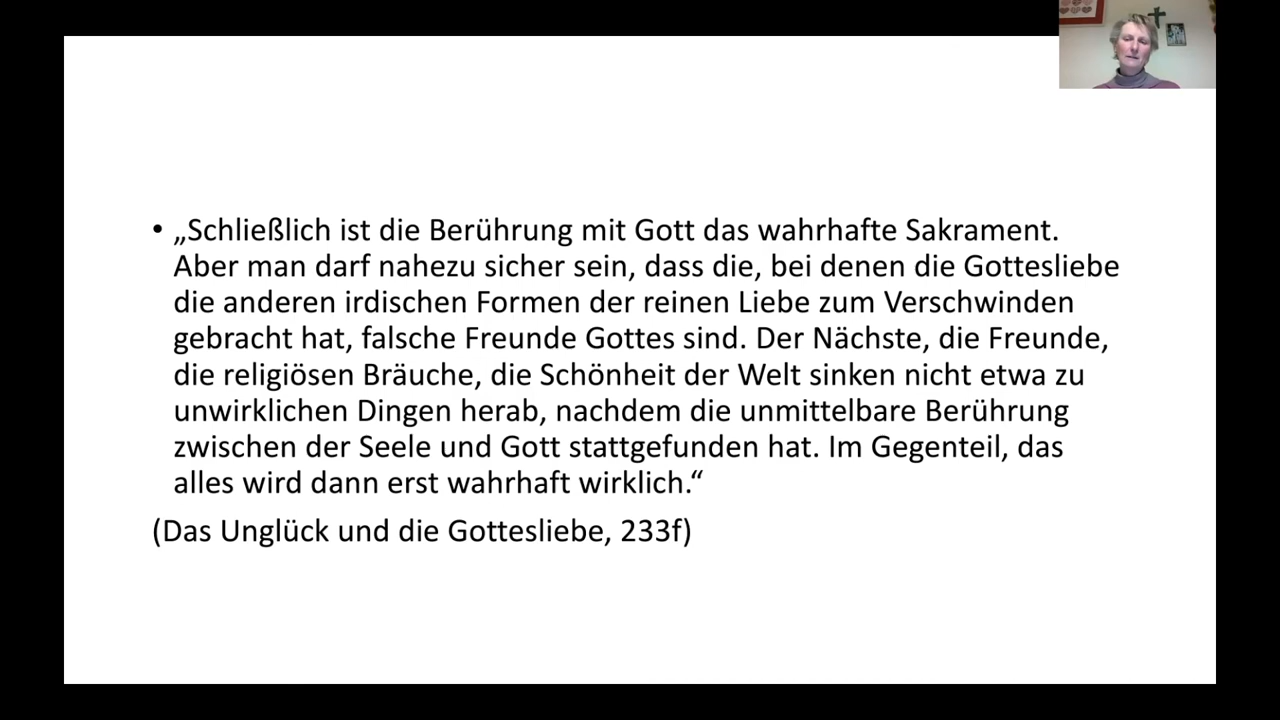 • „Schließlich ist die Berührung mit Gott das wahrhafte Sakrament.
Aber man darf nahezu sicher sein, dass die, bei denen die Gottesliebe
die anderen irdischen Formen der reinen Liebe zum Verschwinden
gebracht hat, falsche Freunde Gottes sind. Der Nächste, die Freunde,
die religiösen Bräuche, die Schönheit der Welt sinken nicht etwa zu
unwirklichen Dingen herab, nachdem die unmittelbare Berührung
zwischen der Seele und Gott stattgefunden hat. Im Gegenteil, das
alles wird dann erst wahrhaft wirklich.“
(Das Unglück und die Gottesliebe, 233f)